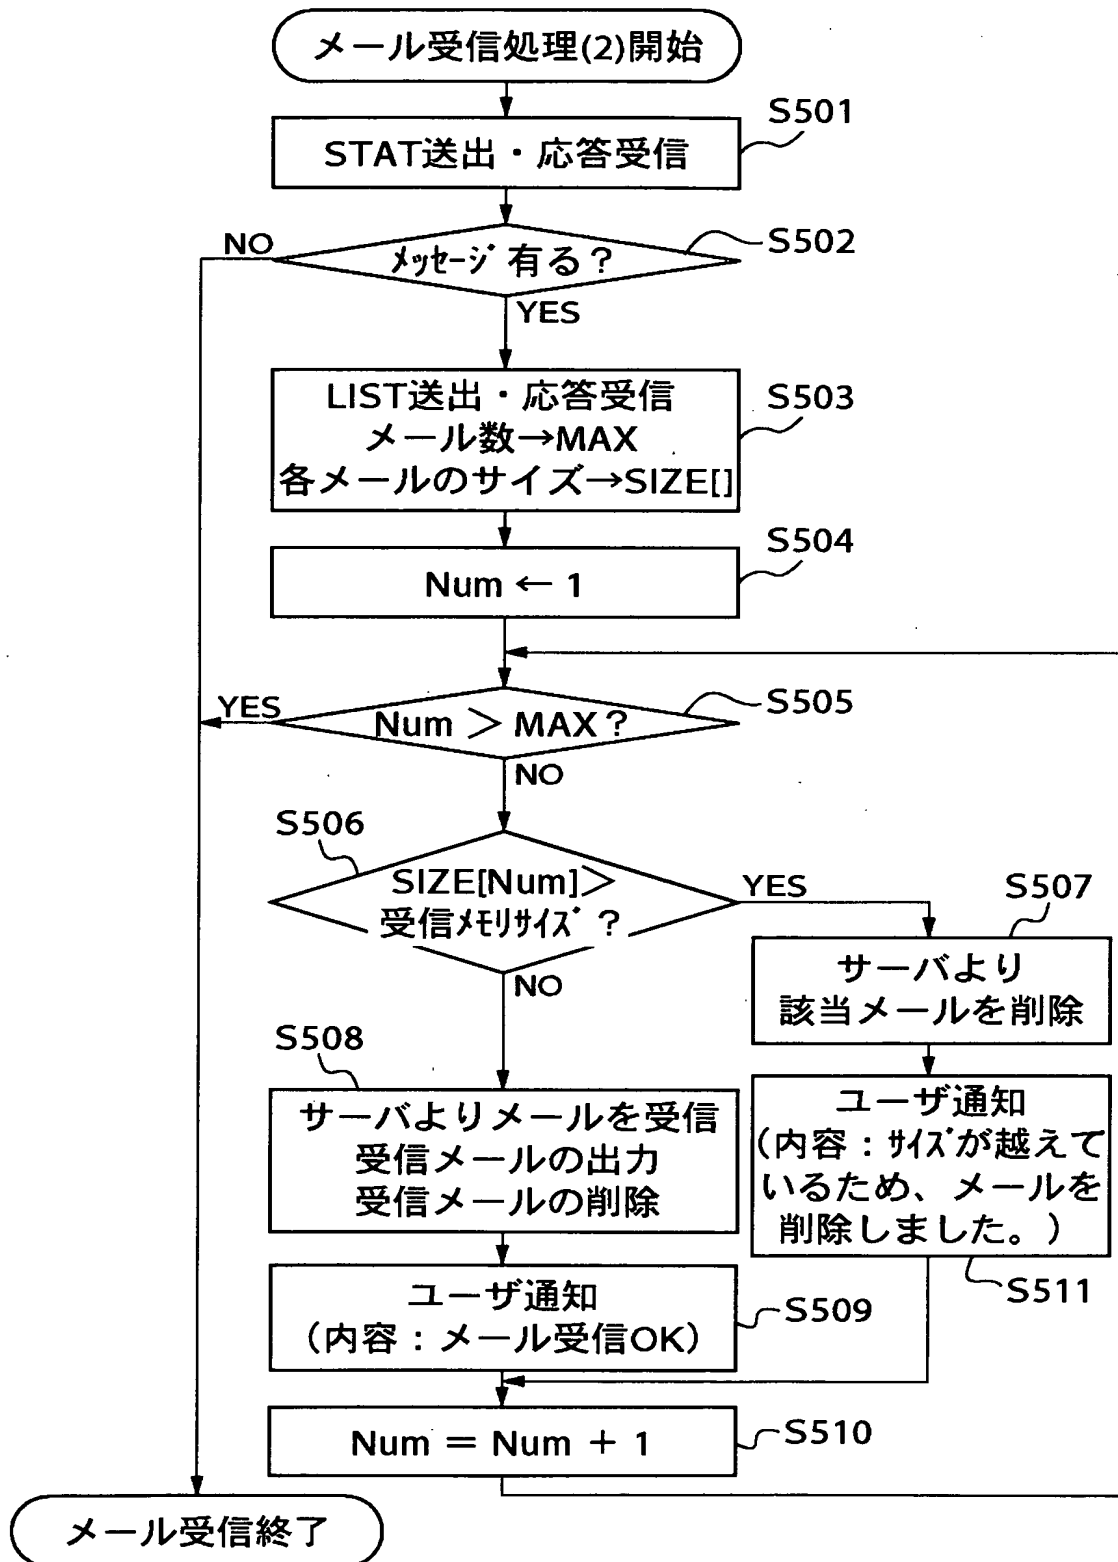 メール受信処理(2)開始
S501
STAT送出・応答受信
S502
NO
メッセージ有る？
YES
LIST送出・応答受信
メール数→MAX
各メールのサイズ→SIZE[]
S503
S504
Num ← 1
S505
YES
Num ＞ MAX？
NO
S506
SIZE[Num]＞
受信メモリサイズ？
YES
NO
S507
サーバより
該当メールを削除
S508
サーバよりメールを受信
受信メールの出力
受信メールの削除
ユーザ通知
(内容：サイズが越えて
いるため、メールを
削除しました。)
S511
ユーザ通知
(内容：メール受信OK)
S509
Num ＝ Num + 1
S510
メール受信終了